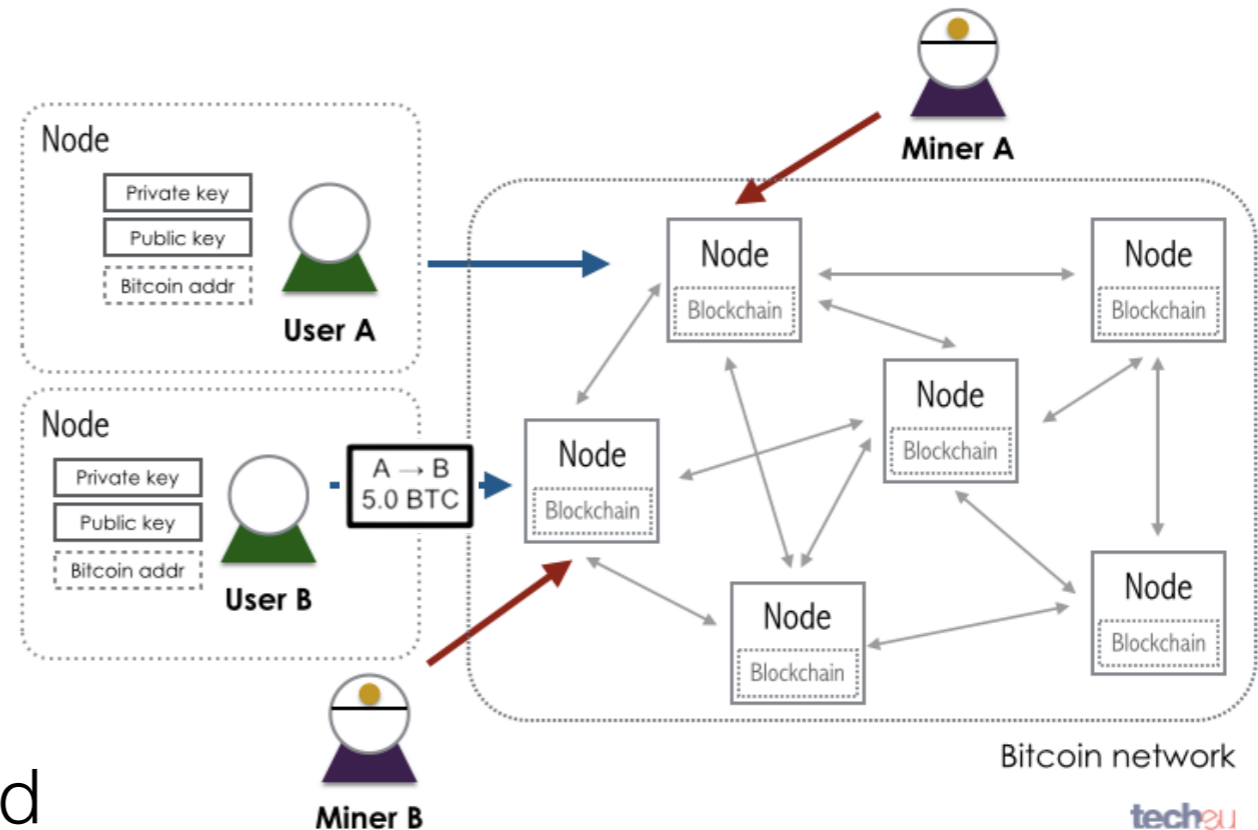 Miner A
Node
Private key
Public key
Bitcoin addr
User A
Node
Private key
Public key
Bitcoin addr
User B
A → B
5.0 BTC
Node
Blockchain
Node
Blockchain
Node
Blockchain
Node
Blockchain
Node
Blockchain
Node
Blockchain
Bitcoin network
d
Miner B
techeu